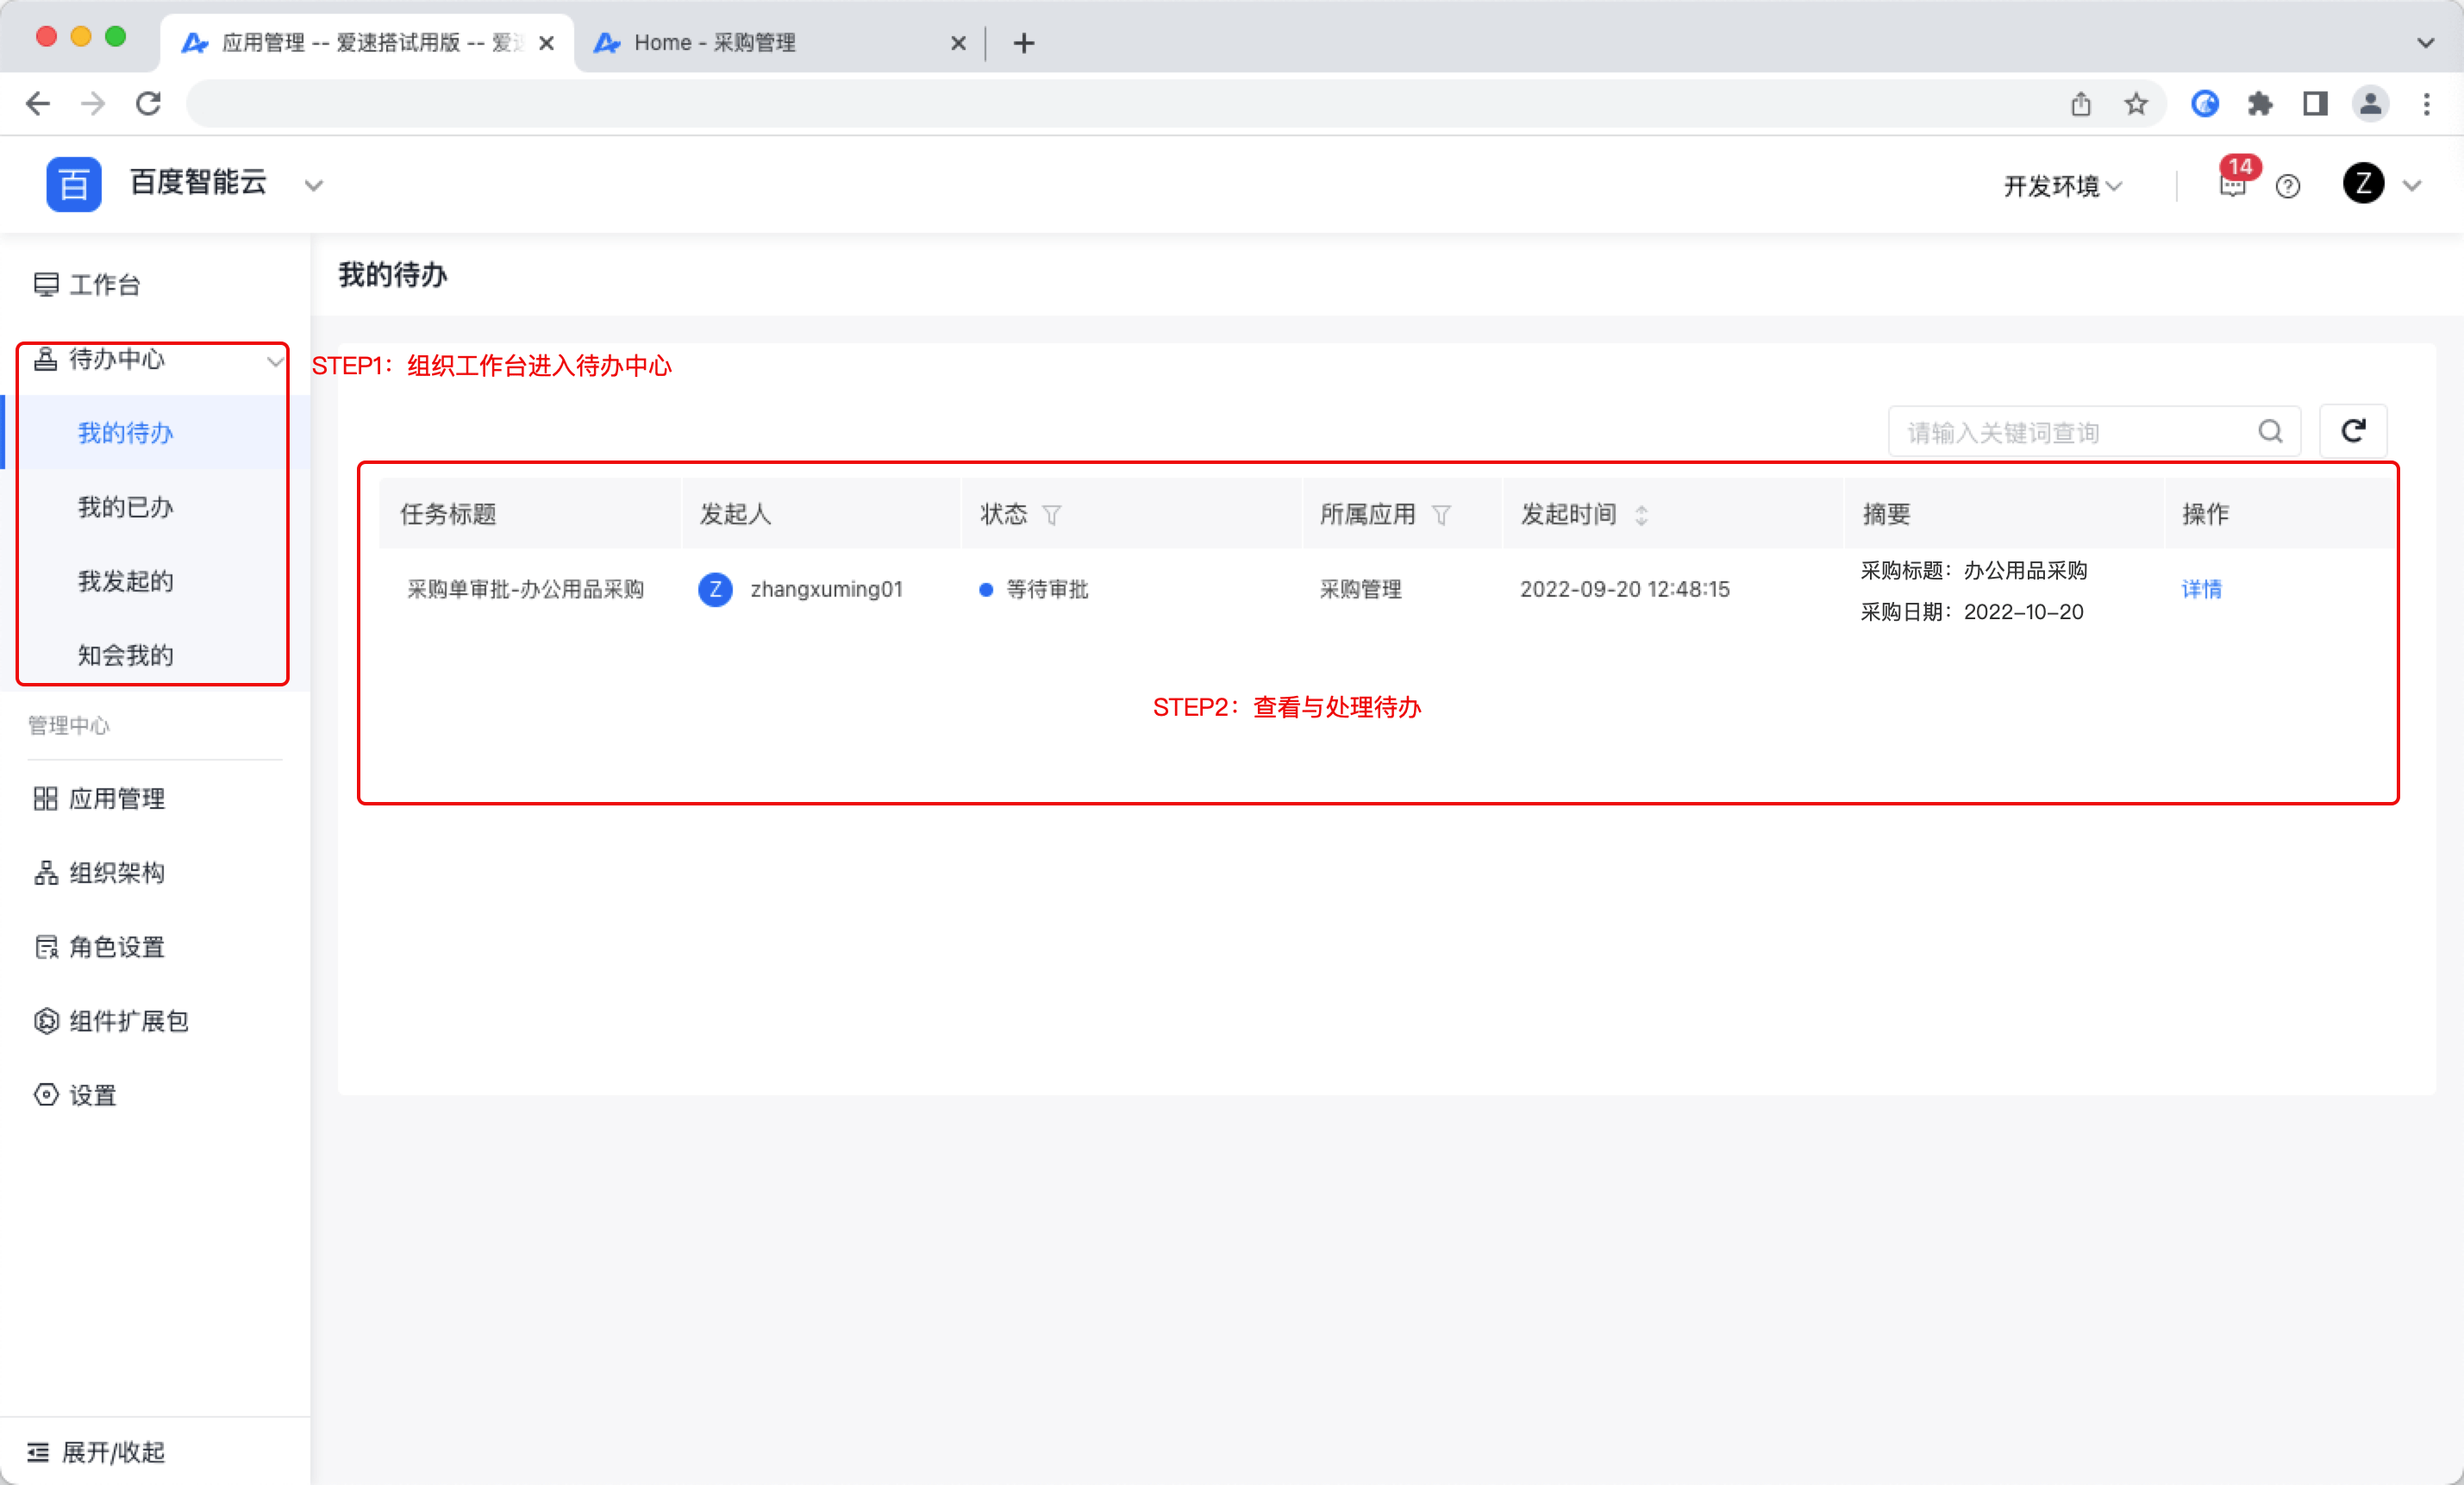 应用管理 -- 爱速搭试用版 -- 爱
Home - 采购管理
百 百度智能云
开发环境 14 Z
工作台
待办中心
我的待办
我的已办
我发起的
知会我的
管理中心
应用管理
组织架构
角色设置
组件扩展包
设置
展开/收起
我的待办
STEP1：组织工作台进入待办中心
请输入关键词查询
任务标题 发起人 状态 所属应用 发起时间 摘要 操作
采购单审批-办公用品采购 Z zhangxuming01 等待审批 采购管理 2022-09-20 12:48:15 采购标题：办公用品采购 详情
采购日期：2022-10-20
STEP2：查看与处理待办